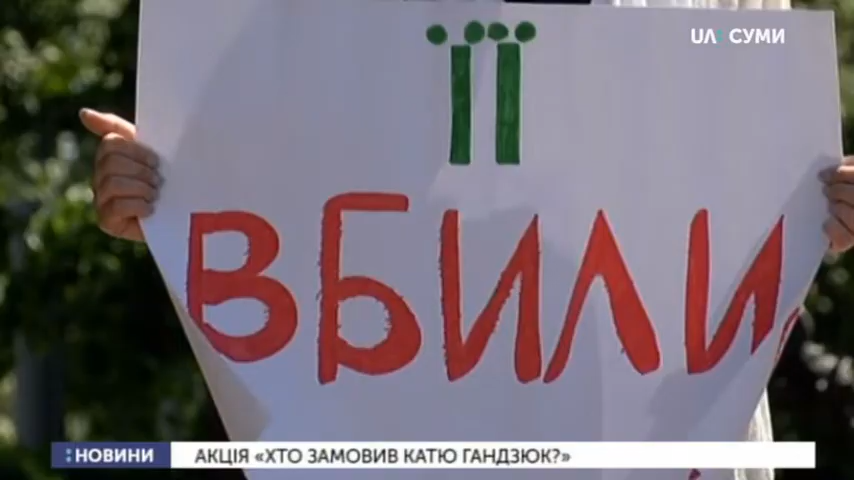 UA: СУМИ
ЇЇ
ВБИЛИ
:НОВИНИ
АКЦІЯ «ХТО ЗАМОВИВ КАТЮ ГАНДЗЮК?»